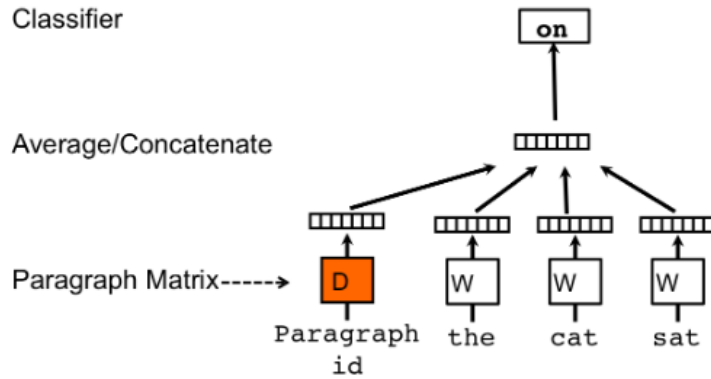 Classifier
on
Average/Concatenate
Paragraph Matrix
D W W W
Paragraph the cat sat
id